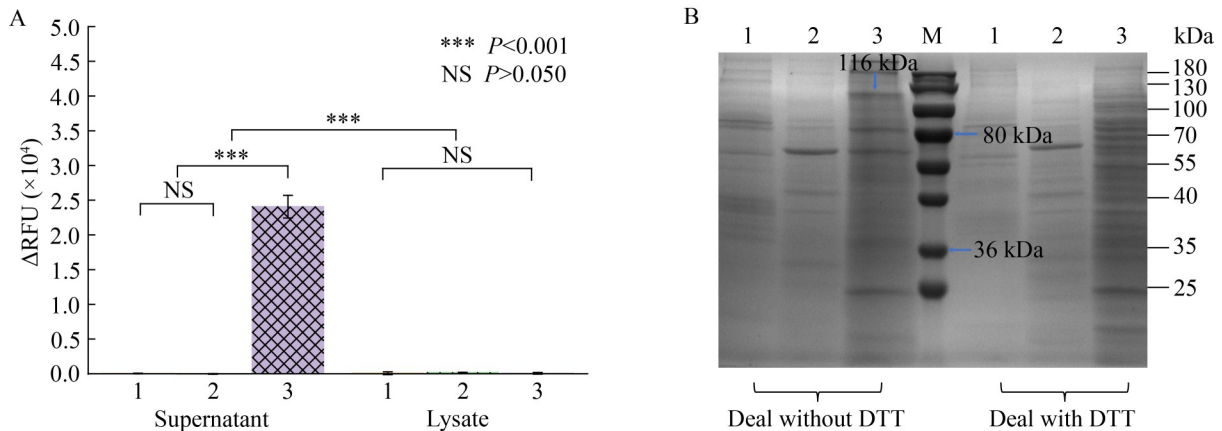 A
5.0
4.5
4.0
3.5
3.0
2.5
2.0
1.5
1.0
0.5
0.0
ΔRFU (×10⁴)
*** P<0.001
NS P>0.050
***
***
NS
NS
1 2 3 1 2 3
Supernatant Lysate
B
1 2 3 M 1 2 3 kDa
116 kDa
80 kDa
36 kDa
180
130
100
70
55
40
35
25
Deal without DTT Deal with DTT